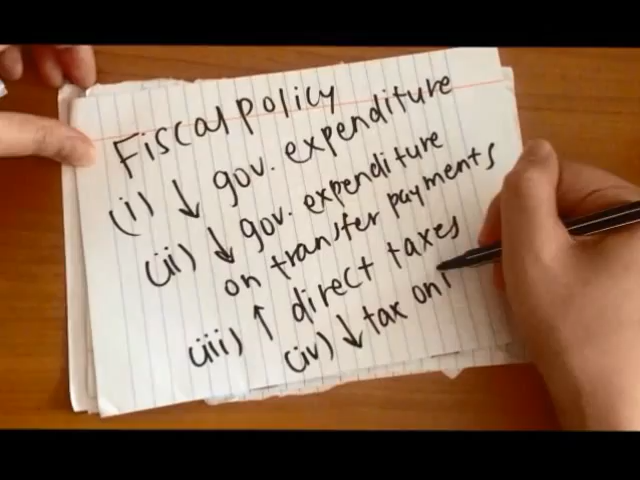 Fiscal policy
(i) ↓ gov. expenditure
(ii) ↓ gov. expenditure
on transfer payments
(iii) ↑ direct taxes
(iv) ↓ tax on